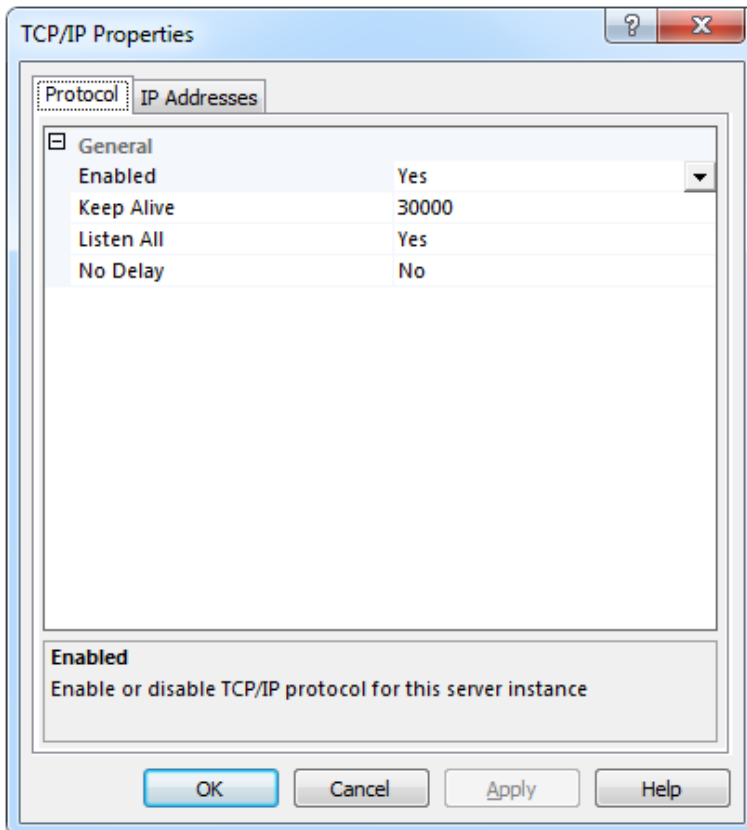 TCP/IP Properties
?
Protocol IP Addresses
General
Enabled Yes
Keep Alive 30000
Listen All Yes
No Delay No
Enabled
Enable or disable TCP/IP protocol for this server instance
OK Cancel Apply Help